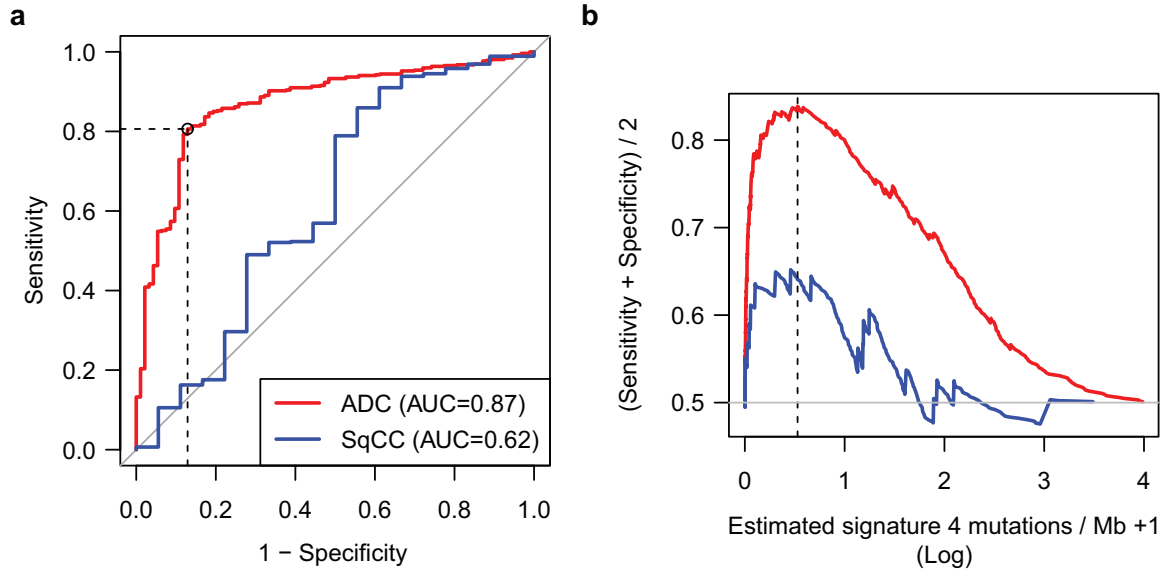 a
1.0
0.8
0.6
0.4
0.2
0.0
Sensitivity
ADC (AUC=0.87)
SqCC (AUC=0.62)
0.0 0.2 0.4 0.6 0.8 1.0
1 − Specificity
b
0.8
0.7
0.6
0.5
(Sensitivity + Specificity) / 2
0 1 2 3 4
Estimated signature 4 mutations / Mb +1
(Log)